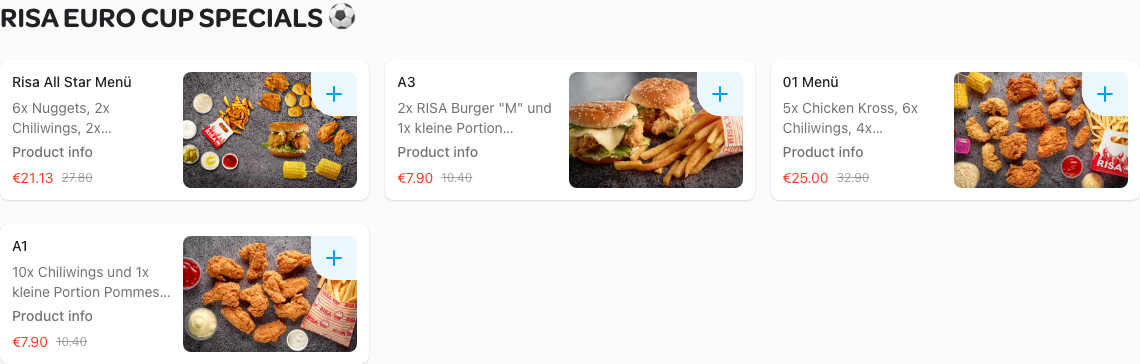 RISA EURO CUP SPECIALS ⚽
Risa All Star Menü
6x Nuggets, 2x
Chiliwings, 2x...
Product info
€21.13 27.80
A3
2x RISA Burger "M" und
1x kleine Portion...
Product info
€7.90 10.40
01 Menü
5x Chicken Kross, 6x
Chiliwings, 4x...
Product info
€25.00 32.90
RISA
A1
10x Chiliwings und 1x
kleine Portion Pommes...
Product info
€7.90 10.40